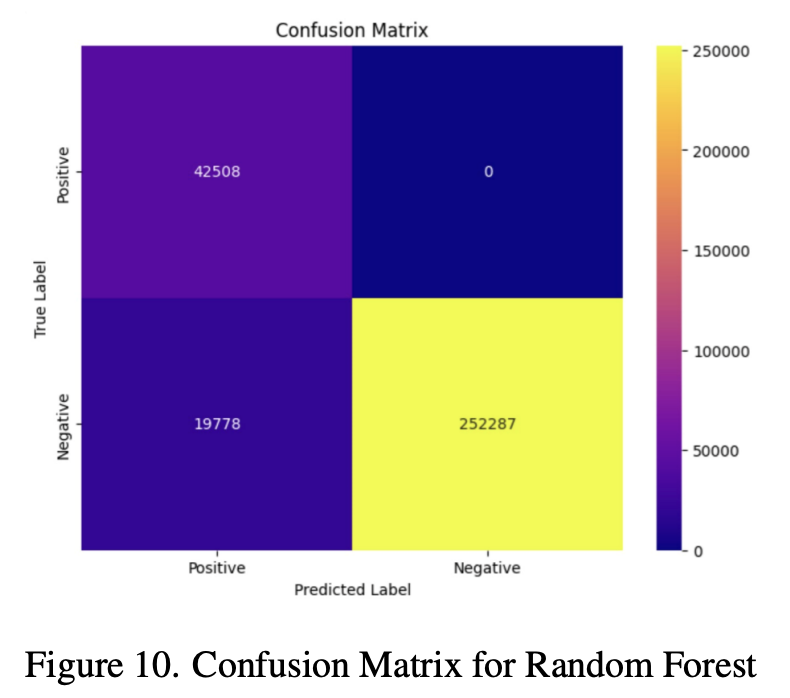 Confusion Matrix
250000
Positive
42508
0
200000
150000
True Label
100000
Negative
19778
252287
50000
0
Positive
Negative
Predicted Label
Figure 10. Confusion Matrix for Random Forest